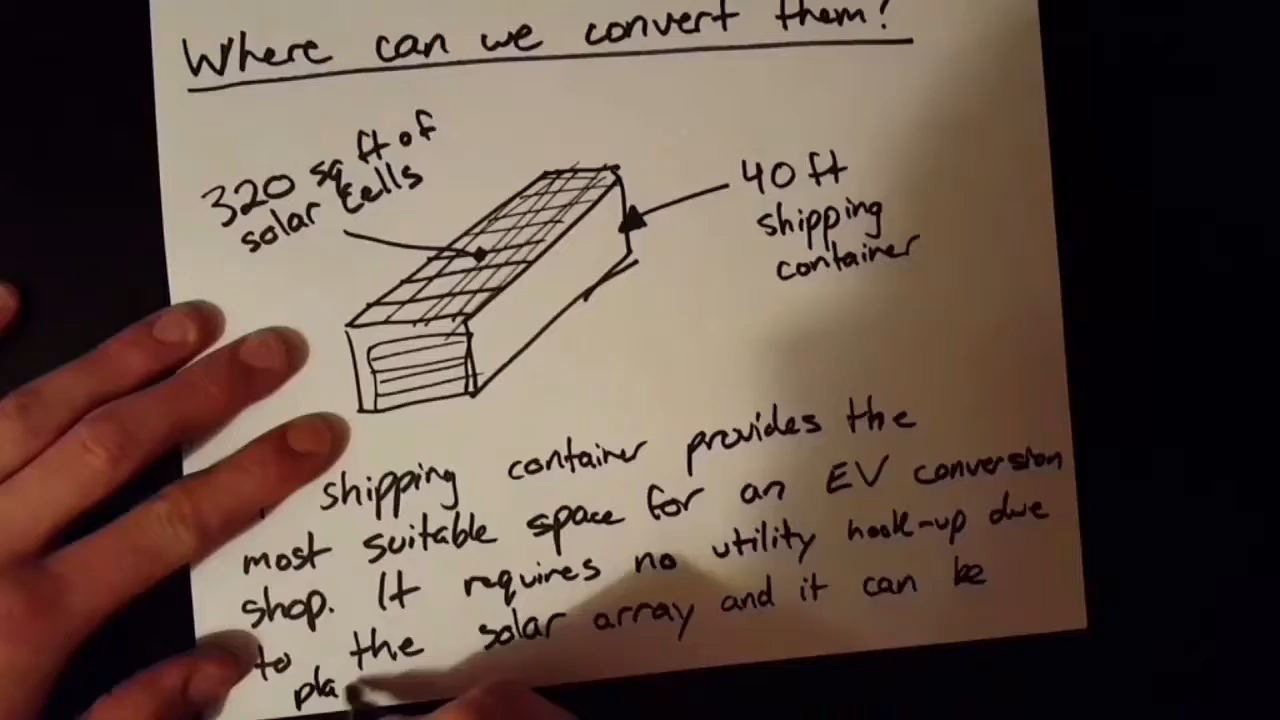 Where can we convert them?
320 sq ft of
solar cells
40 ft
shipping
container
shipping container provides the
most suitable space for an EV conversion
shop. It requires no utility hook-up due
to the solar array and it can be
pla